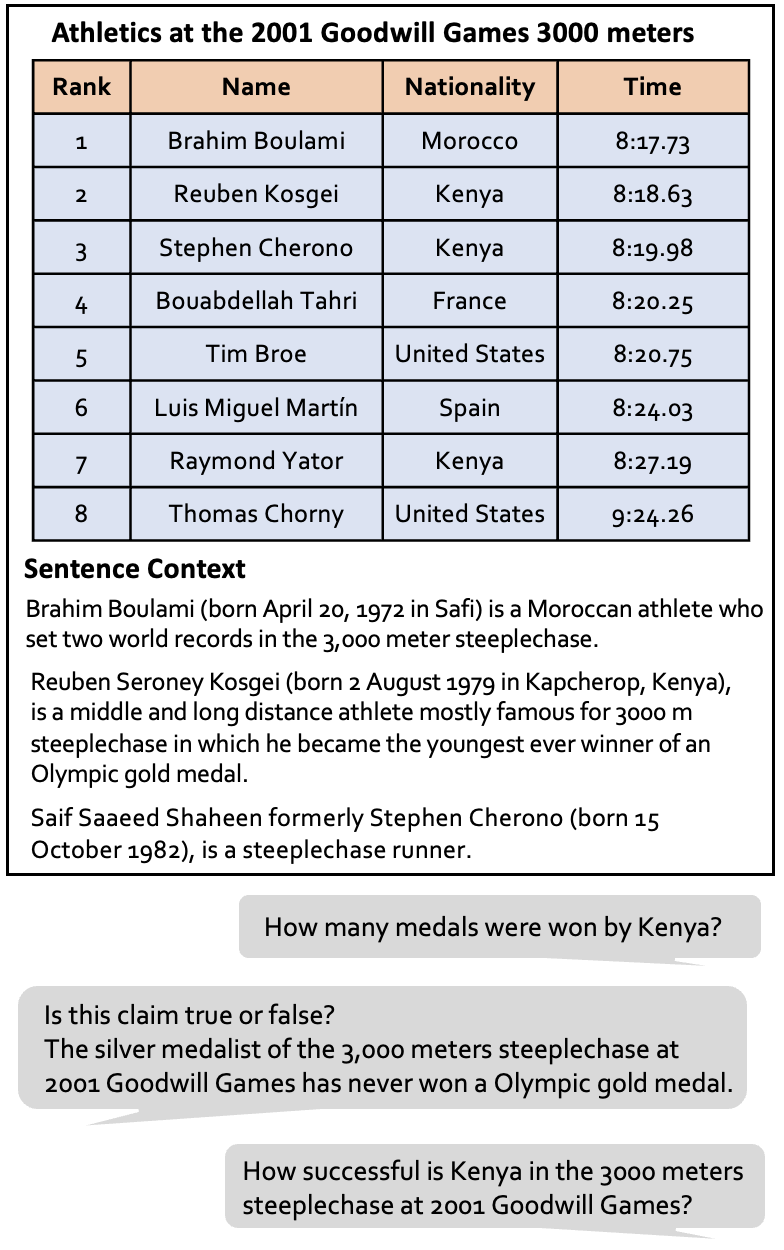 Athletics at the 2001 Goodwill Games 3000 meters
Rank Name Nationality Time
1 Brahim Boulami Morocco 8:17.73
2 Reuben Kosgei Kenya 8:18.63
3 Stephen Cherono Kenya 8:19.98
4 Bouabdellah Tahri France 8:20.25
5 Tim Broe United States 8:20.75
6 Luis Miguel Martín Spain 8:24.03
7 Raymond Yator Kenya 8:27.19
8 Thomas Chorny United States 9:24.26
Sentence Context
Brahim Boulami (born April 20, 1972 in Safi) is a Moroccan athlete who
set two world records in the 3,000 meter steeplechase.
Reuben Seroney Kosgei (born 2 August 1979 in Kapcherop, Kenya),
is a middle and long distance athlete mostly famous for 3000 m
steeplechase in which he became the youngest ever winner of an
Olympic gold medal.
Saif Saaeed Shaheen formerly Stephen Cherono (born 15
October 1982), is a steeplechase runner.
How many medals were won by Kenya?
Is this claim true or false?
The silver medalist of the 3,000 meters steeplechase at
2001 Goodwill Games has never won a Olympic gold medal.
How successful is Kenya in the 3000 meters
steeplechase at 2001 Goodwill Games?